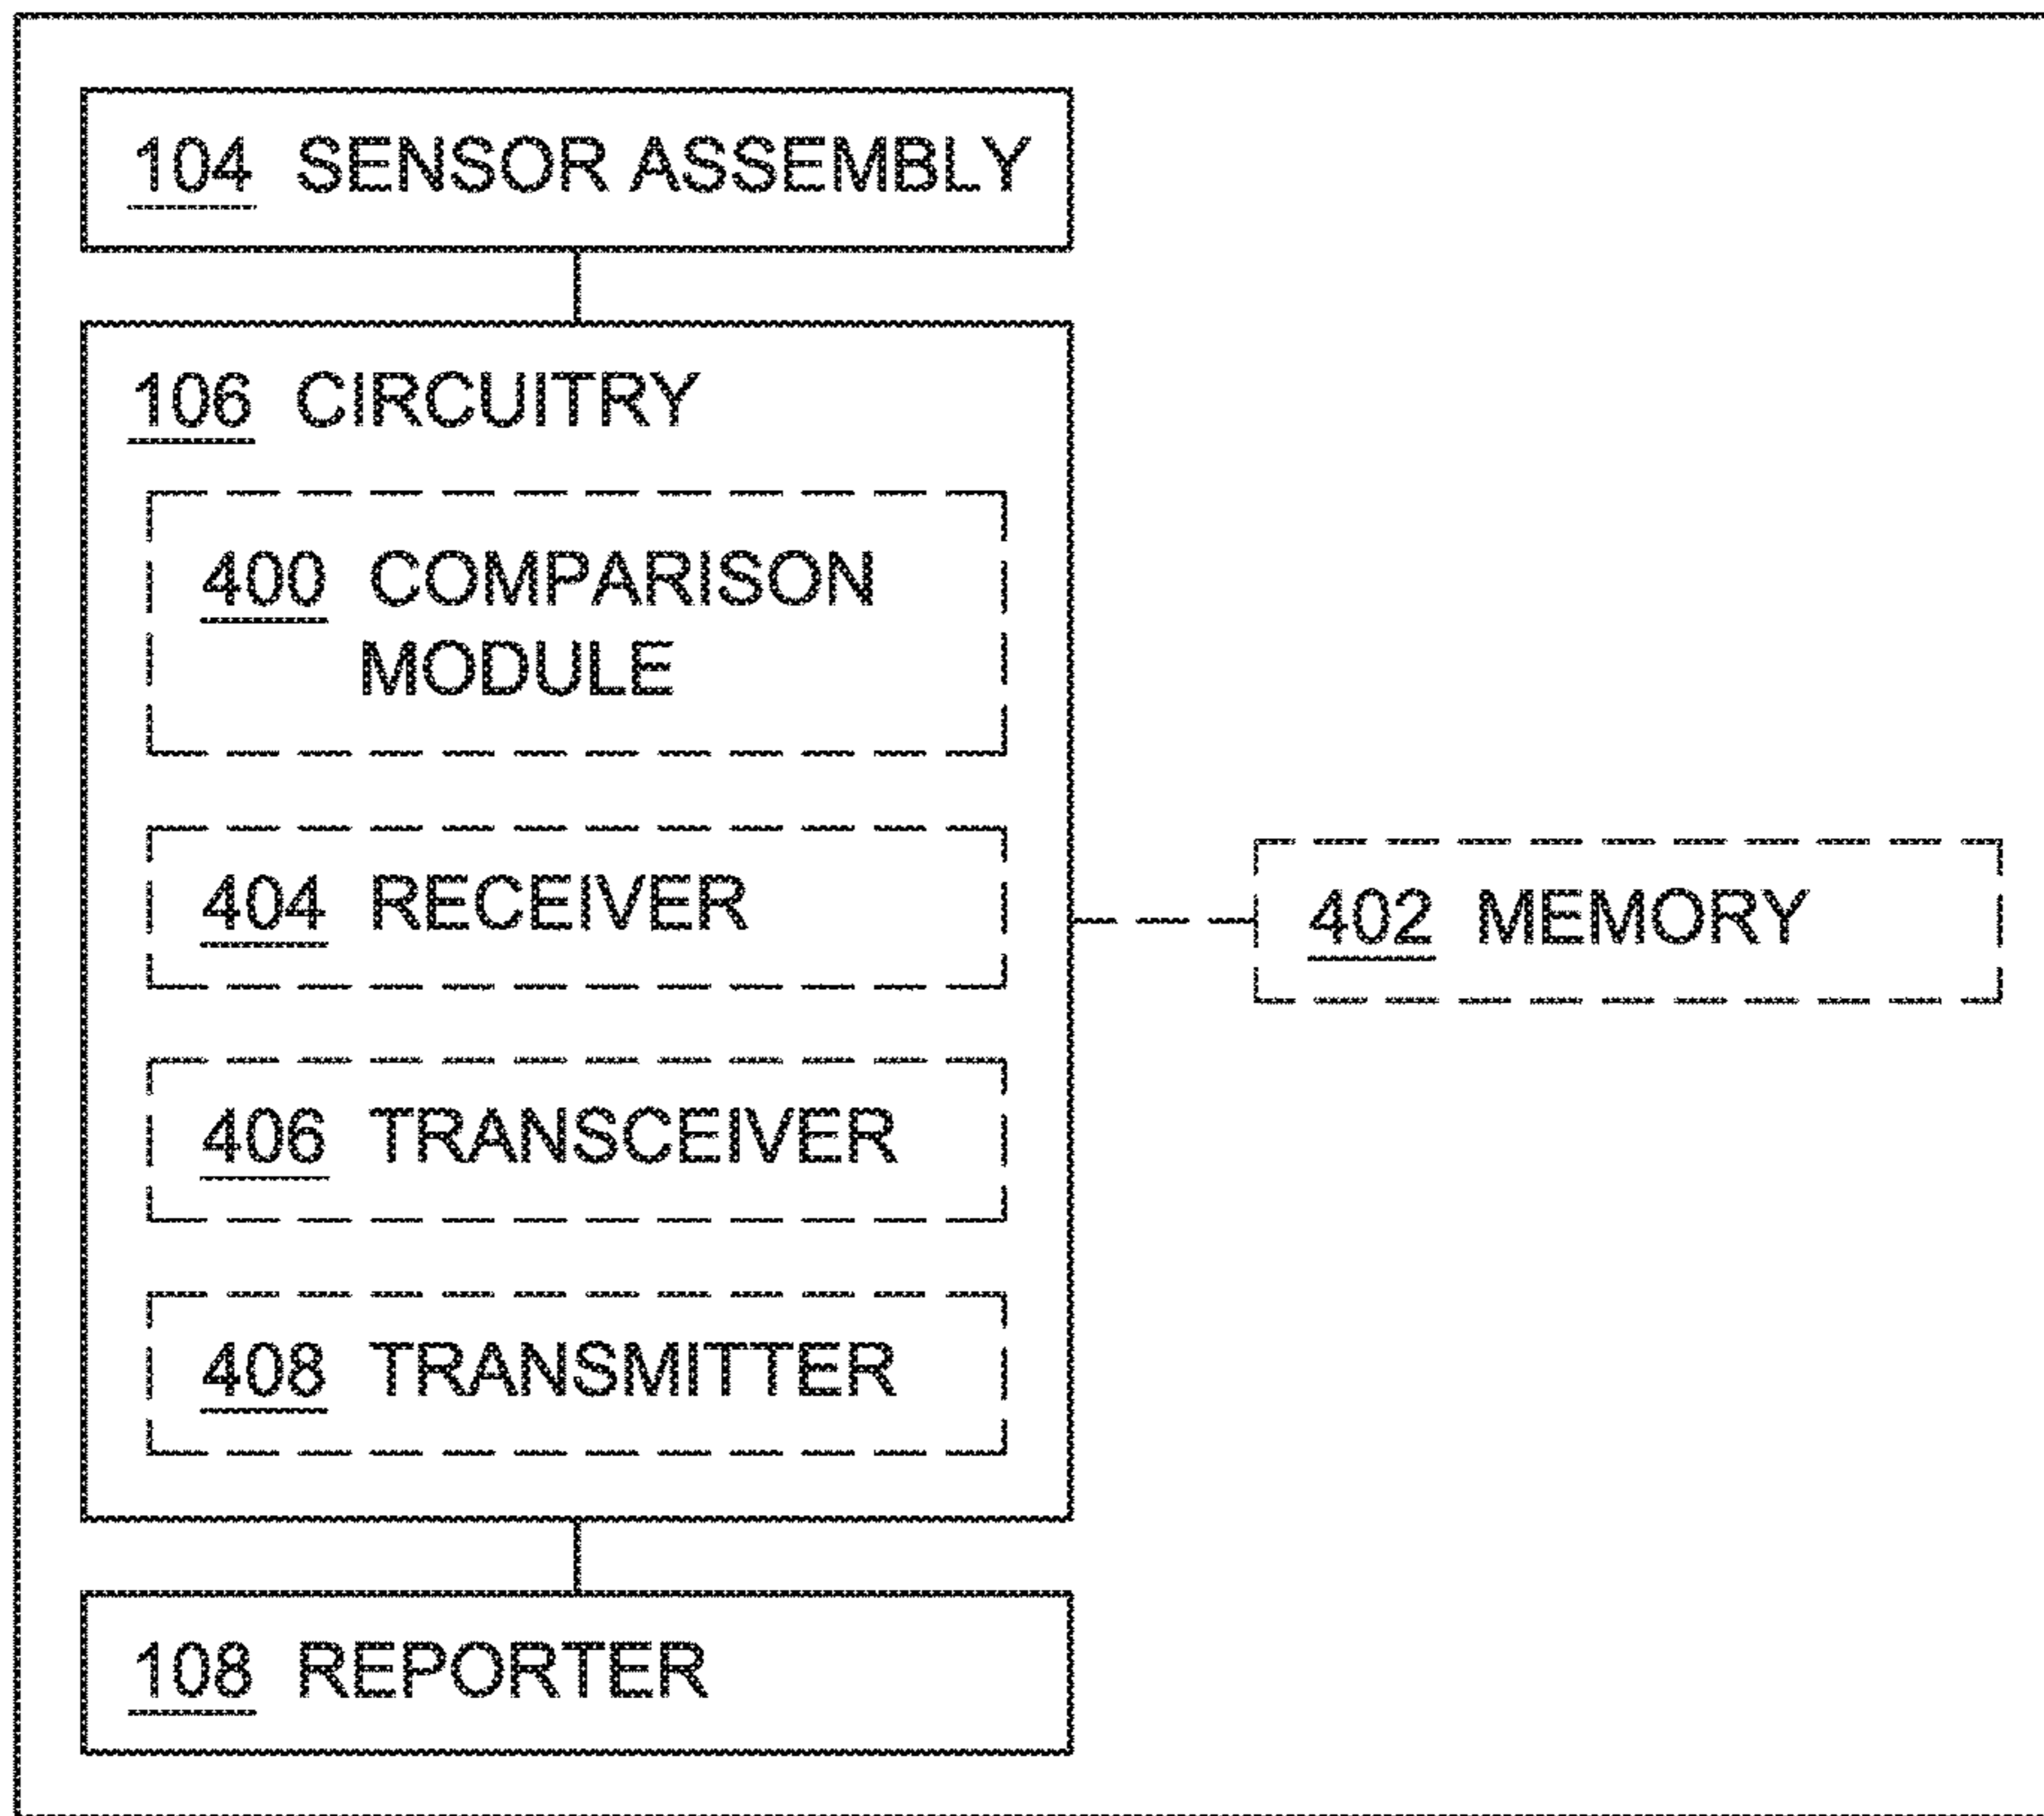 104 SENSOR ASSEMBLY
106 CIRCUITRY
400 COMPARISON
MODULE
404 RECEIVER
402 MEMORY
406 TRANSCEIVER
408 TRANSMITTER
108 REPORTER